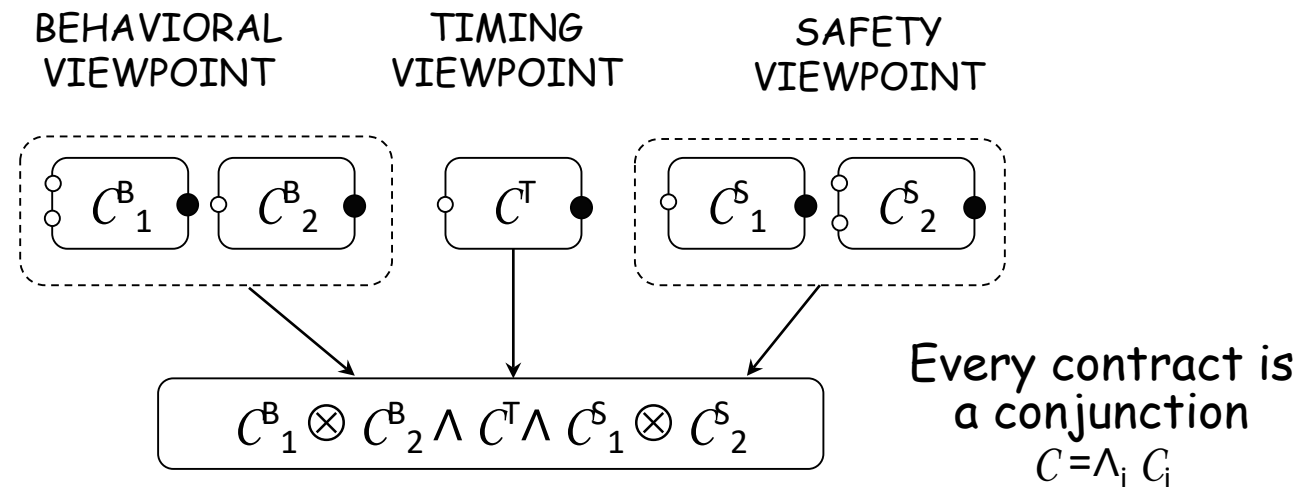 BEHAVIORAL
VIEWPOINT
TIMING
VIEWPOINT
SAFETY
VIEWPOINT
C^B_1
C^B_2
C^T
C^S_1
C^S_2
C^B_1 ⊗ C^B_2 ∧ C^T ∧ C^S_1 ⊗ C^S_2
Every contract is
a conjunction
C =∧_i C_i